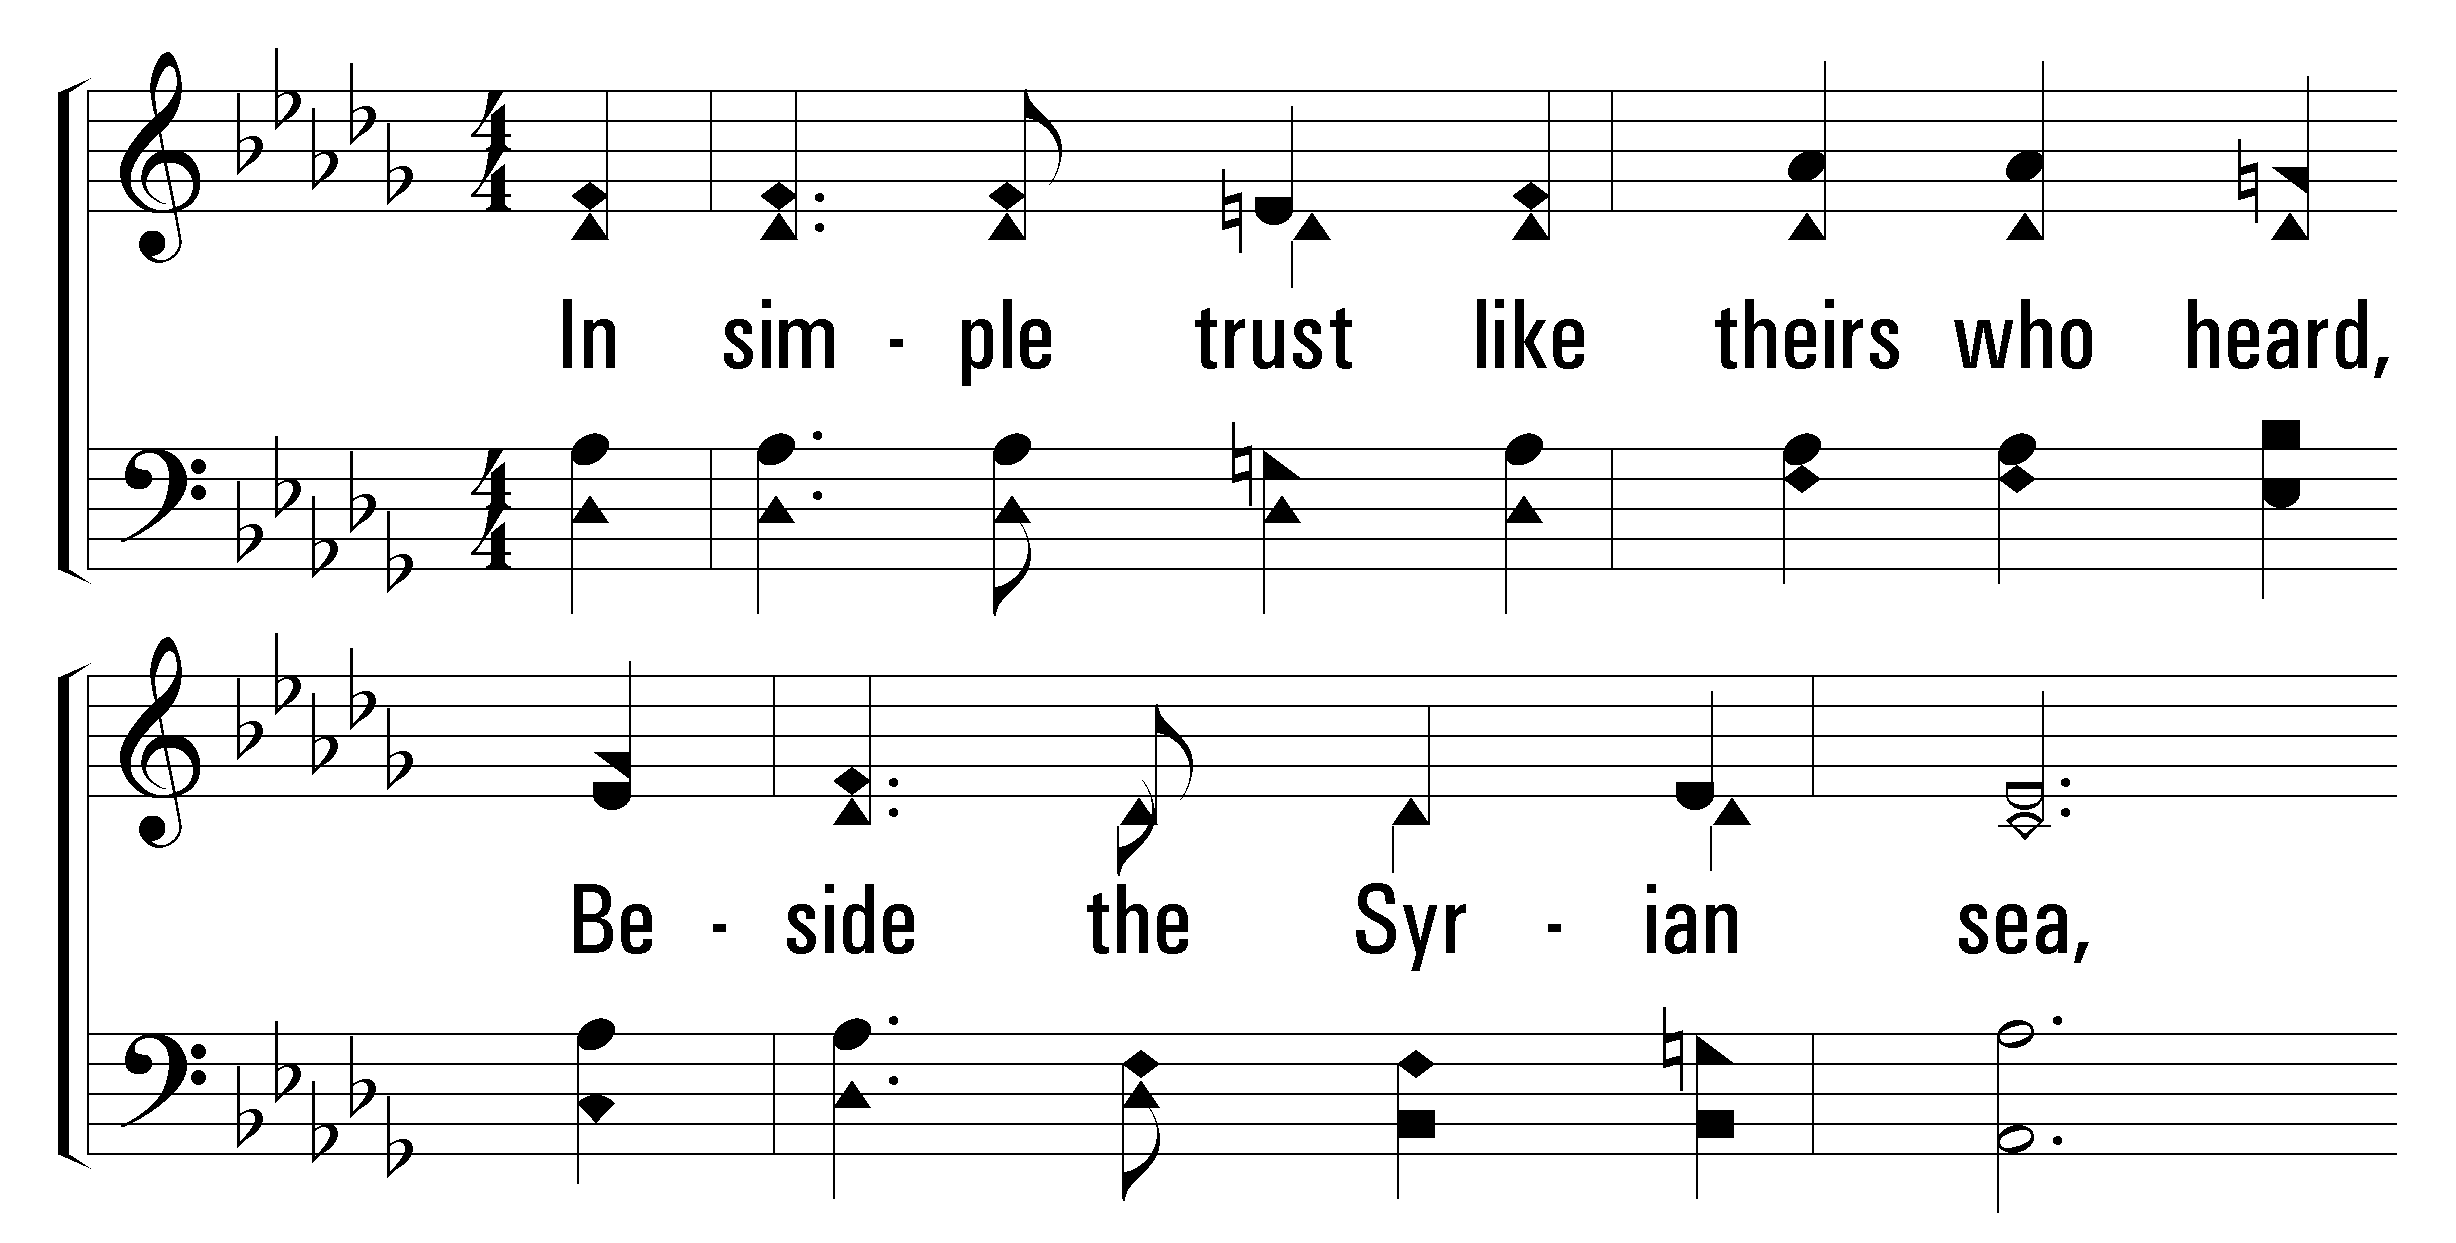 In sim - ple trust like theirs who heard,
Be - side the Syr - ian sea,